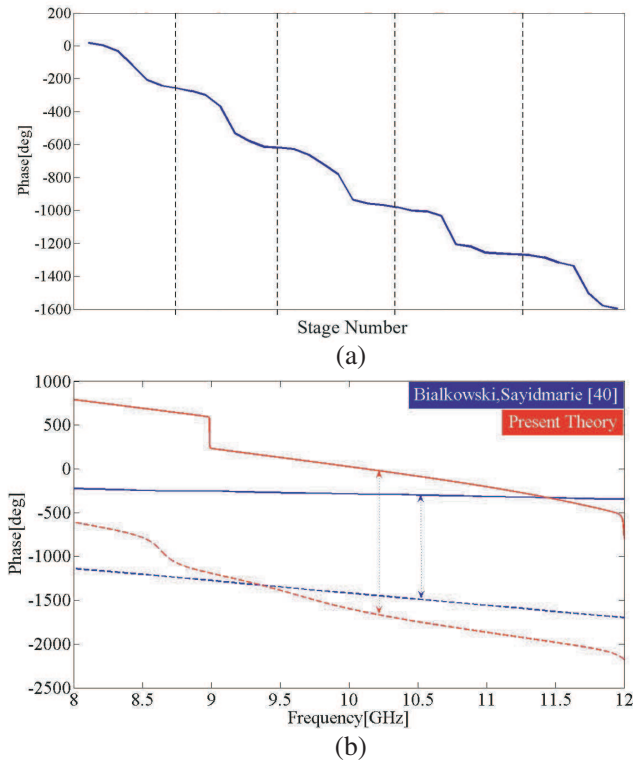 200
0
-200
-400
-600
-800
-1000
-1200
-1400
-1600
Phase[deg]
Stage Number
(a)
1000
500
0
-500
-1000
-1500
-2000
-2500
Phase[deg]
Bialkowski,Sayidmarie [40]
Present Theory
8 8.5 9 9.5 10 10.5 11 11.5 12
Frequency[GHz]
(b)